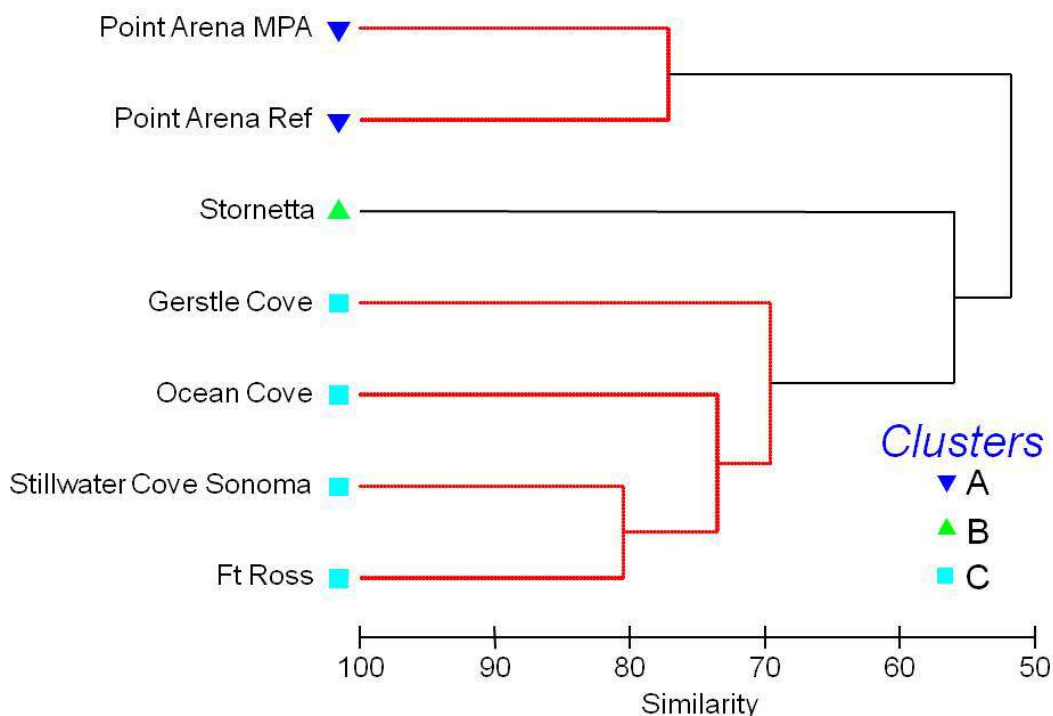 Point Arena MPA
Point Arena Ref
Stornetta
Gerstle Cove
Ocean Cove
Stillwater Cove Sonoma
Ft Ross
Clusters
A
B
C
100 90 80 70 60 50
Similarity